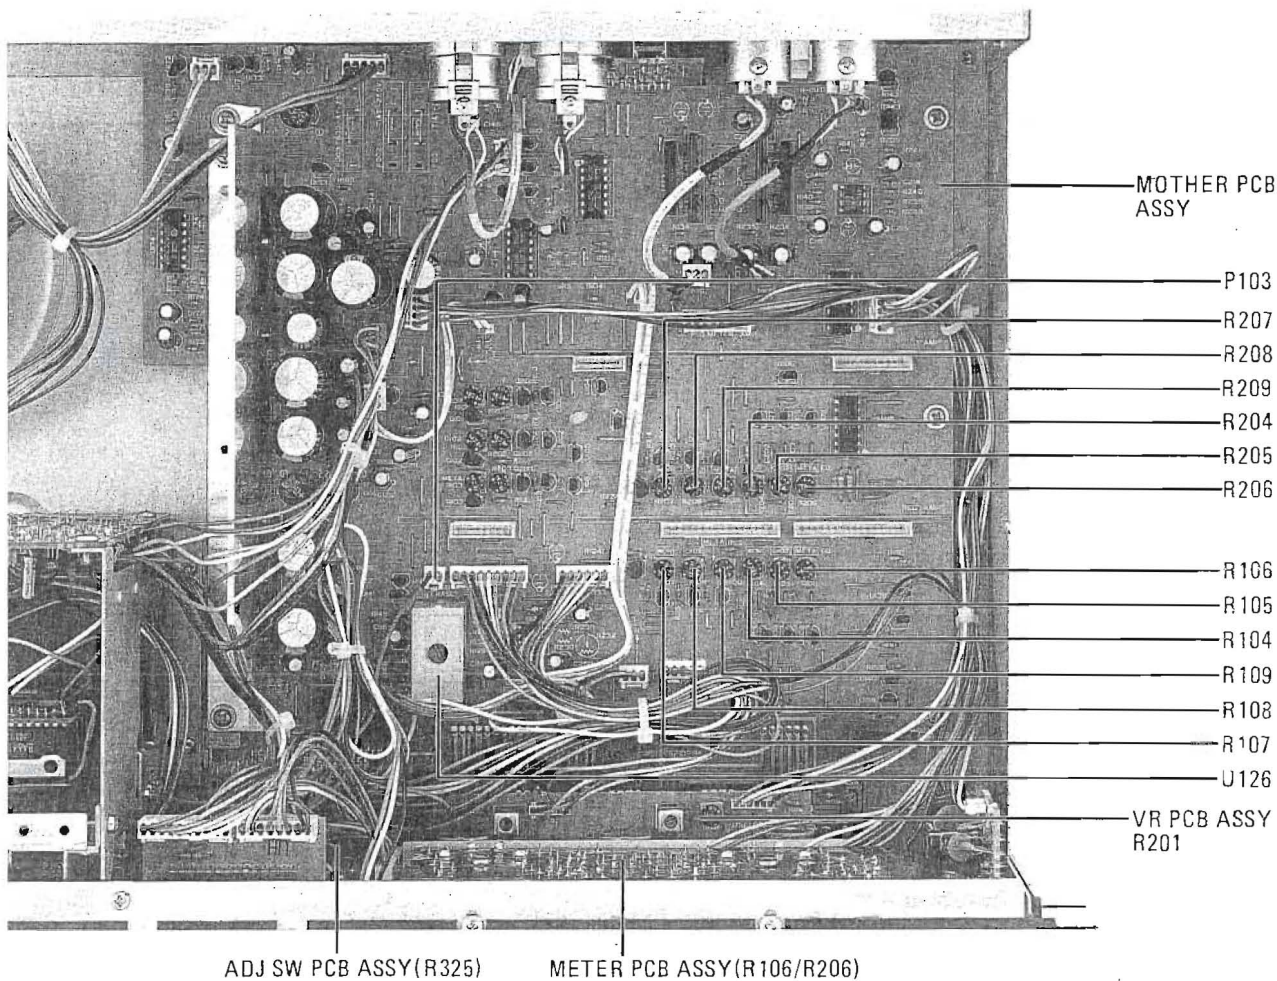 MOTHER PCB
ASSY
P103
R207
R208
R209
R204
R205
R206
R106
R105
R104
R109
R108
R107
U126
VR PCB ASSY
R201
ADJ SW PCB ASSY(R325)
METER PCB ASSY(R106/R206)